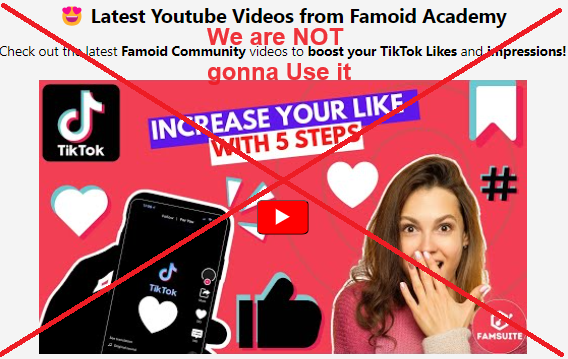 😍 Latest Youtube Videos from Famoid Academy
We are NOT
Check out the latest Famoid Community videos to boost your TikTok Likes and impressions!
gonna Use it
INCREASE YOUR LIKE
WITH 5 STEPS
TikTok
#
TikTok
FAMSUITE